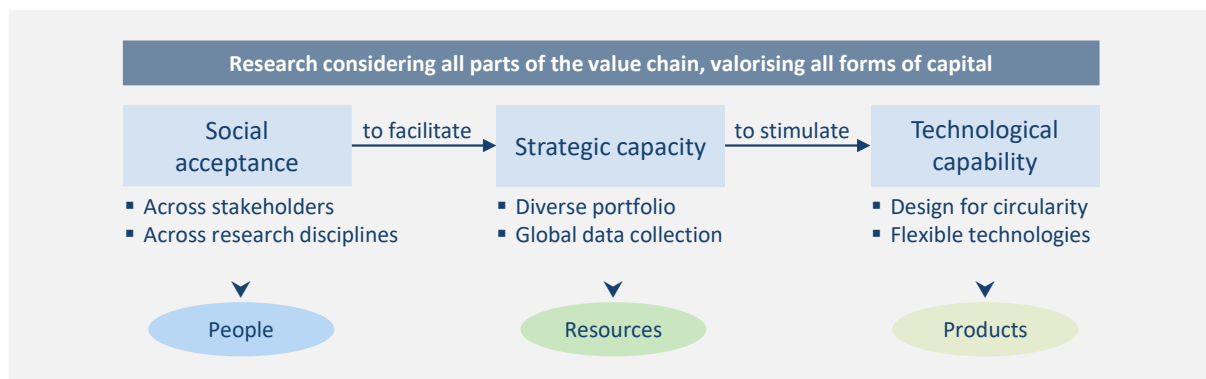 Research considering all parts of the value chain, valorising all forms of capital
Social
acceptance
to facilitate
Strategic capacity
to stimulate
Technological
capability
▪ Across stakeholders
▪ Across research disciplines
▪ Diverse portfolio
▪ Global data collection
▪ Design for circularity
▪ Flexible technologies
People
Resources
Products